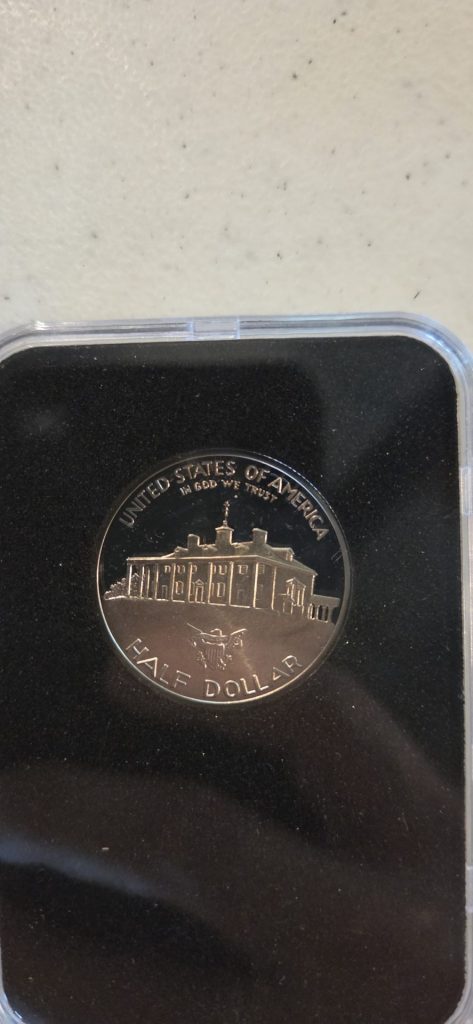 UNITED STATES OF AMERICA
IN GOD WE TRUST
HALF DOLLAR